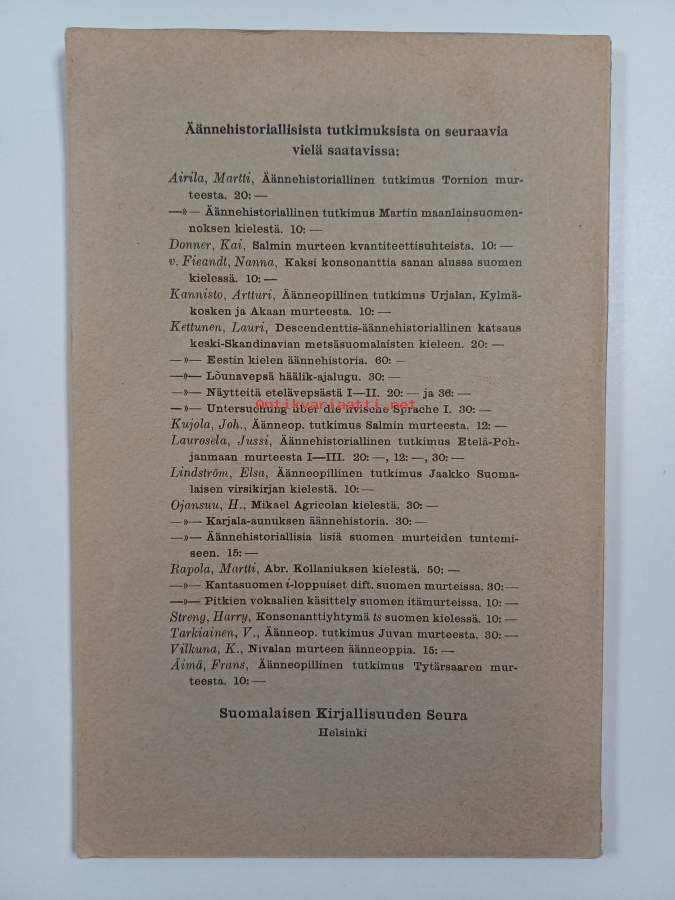 Äännehistoriallisista tutkimuksista on seuraavia
vielä saatavissa:
Airila, Martti, Äännehistoriallinen tutkimus Tornion mur-
teesta. 20: —
—»— Äännehistoriallinen tutkimus Martin maanlainsuomen-
noksen kielestä. 10: —
Donner, Kai, Salmin murteen kvantiteettisuhteista. 10: —
v. Fieandt, Nanna, Kaksi konsonanttia sanan alussa suomen
kielessä. 10: —
Kannisto, Artturi, Äänneopillinen tutkimus Urjalan, Kylmä-
kosken ja Akaan murteesta. 10: —
Kettunen, Lauri, Descendenttis-äännehistoriallinen katsaus
keski-Skandinavian metsäsuomalaisten kieleen. 20: —
—»— Eestin kielen äännehistoria. 60: —
—»— Lõunavepsä häälik-ajalugu. 30: —
—»— Näytteitä etelävepsästä I—II. 20: — ja 36: —
Antikvariaatti.net
—»— Untersuchung über die livische Sprache I. 30: —
Kujola, Joh., Äänneop. tutkimus Salmin murteesta. 12: —
Laurosela, Jussi, Äännehistoriallinen tutkimus Etelä-Poh-
janmaan murteesta I—III. 20: —, 12: —, 30: —
Lindström, Elsa, Äänneopillinen tutkimus Jaakko Suoma-
laisen virsikirjan kielestä. 10: —
Ojansuu, H., Mikael Agricolan kielestä. 30: —
—»— Karjala-aunuksen äännehistoria. 30: —
—»— Äännehistoriallisia lisiä suomen murteiden tuntemi-
seen. 15: —
Rapola, Martti, Abr. Kollaniuksen kielestä. 50: —
—»— Kantasuomen i-loppuiset dift. suomen murteissa. 30: —
—»— Pitkien vokaalien käsittely suomen itämurteissa. 10: —
Streng, Harry, Konsonanttiyhtymä ts suomen kielessä. 10: —
Tarkiainen, V., Äänneop. tutkimus Juvan murteesta. 30: —
Vilkuna, K., Nivalan murteen äänneoppia. 15: —
Äimä, Frans, Äänneopillinen tutkimus Tytärsaaren mur-
teesta. 10: —
Suomalaisen Kirjallisuuden Seura
Helsinki